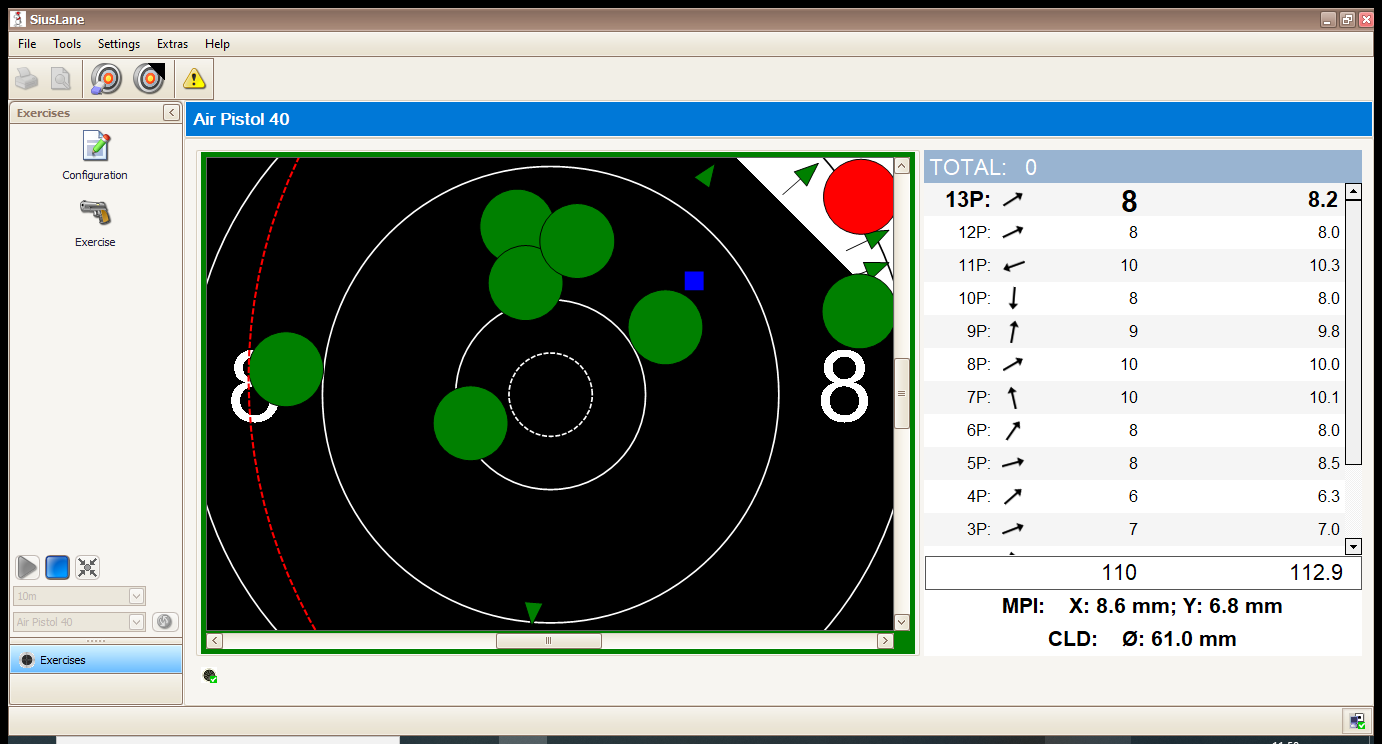 SiusLane
File Tools Settings Extras Help
Exercises
Air Pistol 40
Configuration
Exercise
8 8
TOTAL: 0
13P: 8 8.2
12P: 8 8.0
11P: 10 10.3
10P: 8 8.0
9P: 9 9.8
8P: 10 10.0
7P: 10 10.1
6P: 8 8.0
5P: 8 8.5
4P: 6 6.3
3P: 7 7.0
110 112.9
MPI: X: 8.6 mm; Y: 6.8 mm
CLD: Ø: 61.0 mm
10m
Air Pistol 40
Exercises